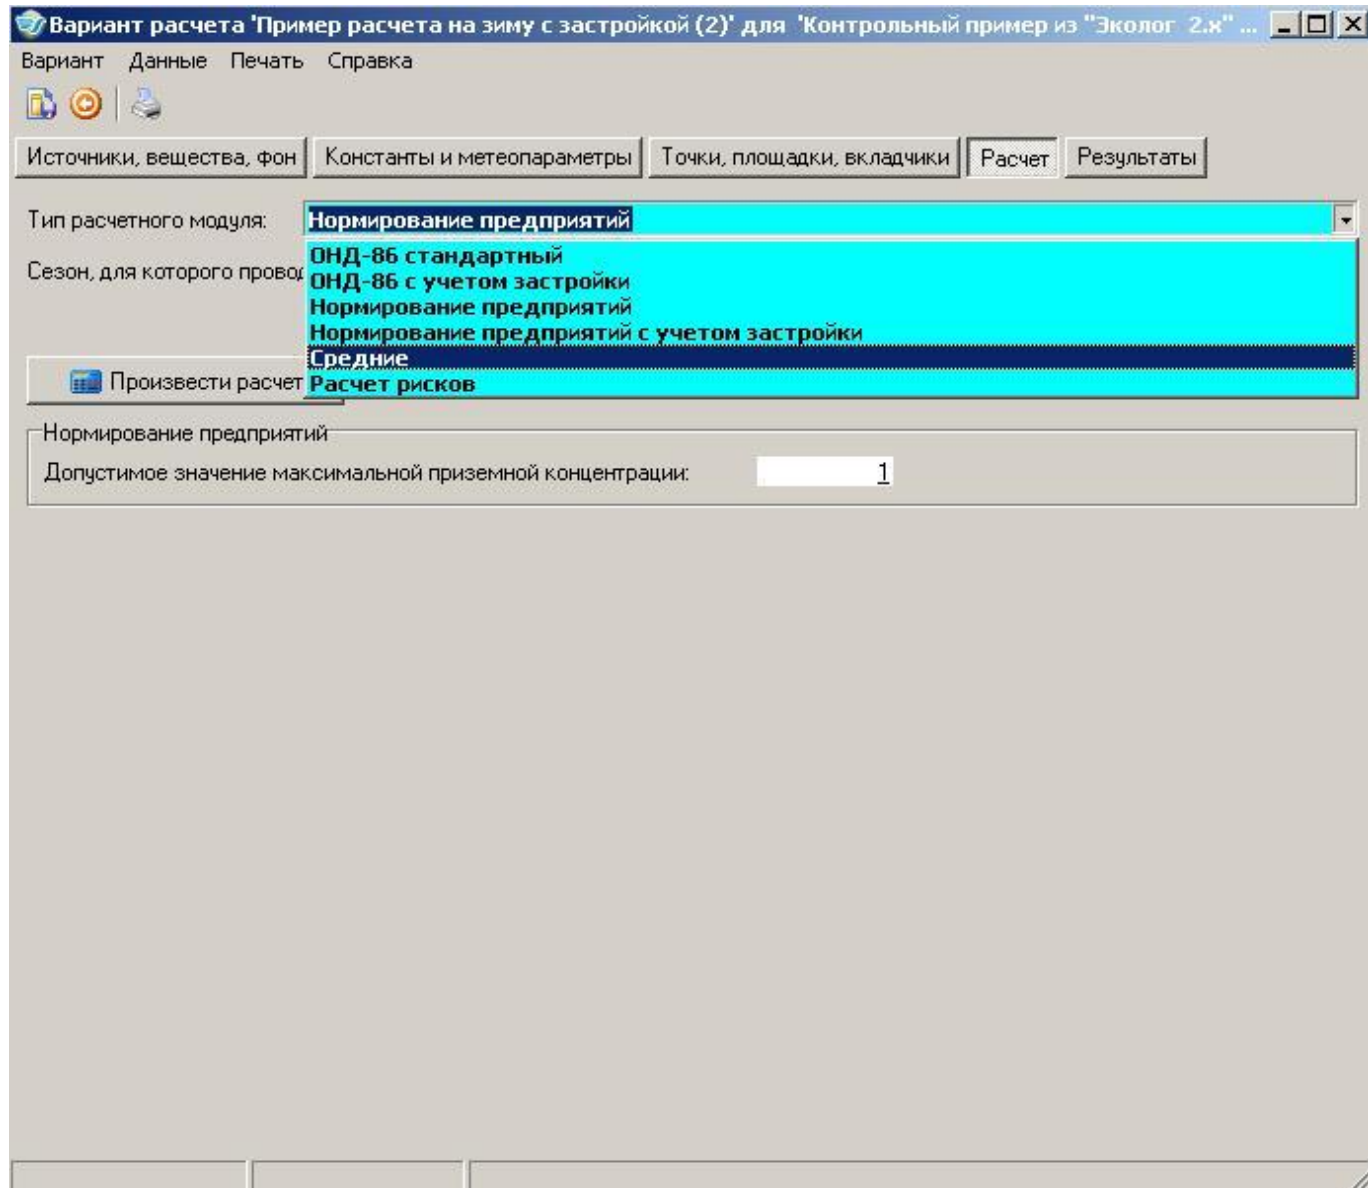 Вариант расчета 'Пример расчета на зиму с застройкой (2)' для 'Контрольный пример из "Эколог 2.x" ...
Вариант Данные Печать Справка
Источники, вещества, фон Константы и метеопараметры Точки, площадки, вкладчики Расчет Результаты
Тип расчетного модуля: Нормирование предприятий
ОНД-86 стандартный
Сезон, для которого провод
ОНД-86 с учетом застройки
Нормирование предприятий
Нормирование предприятий с учетом застройки
Средние
Произвести расчет Расчет рисков
Нормирование предприятий
Допустимое значение максимальной приземной концентрации: 1